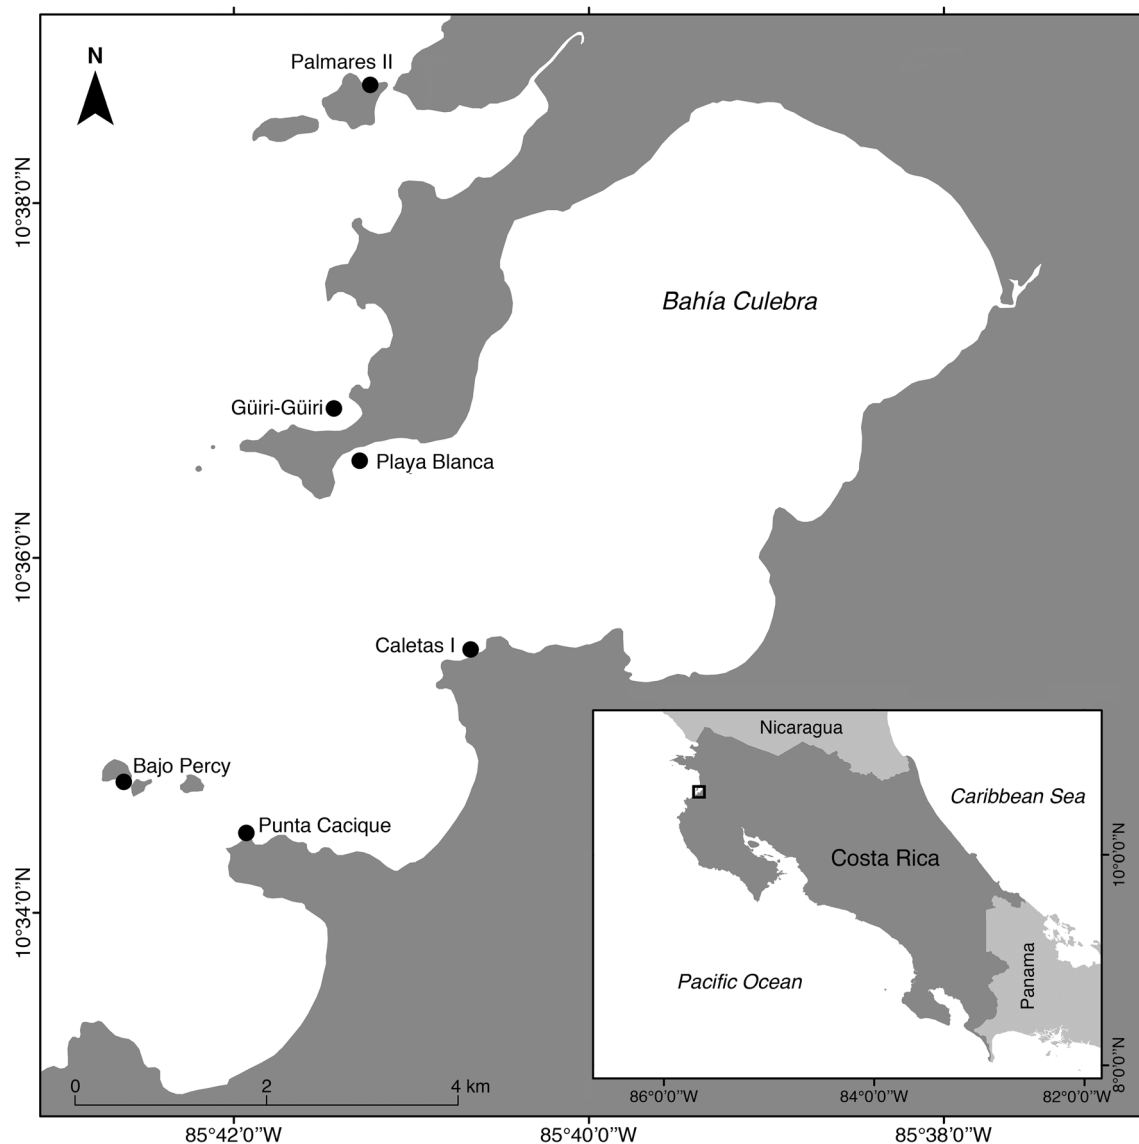 N
Palmares II
10°38’0’’N
Bahía Culebra
Güiri-Güiri
Playa Blanca
10°36’0’’N
Caletas I
Bajo Percy
Punta Cacique
10°34’0’’N
0 2 4 km
85°42’0’’W 85°40’0’’W 85°38’0’’W
Nicaragua
Caribbean Sea
Costa Rica
10°0’0’’N
Pacific Ocean
Panama
8°0’0’’N
86°0’0’’W 84°0’0’’W 82°0’0’’W